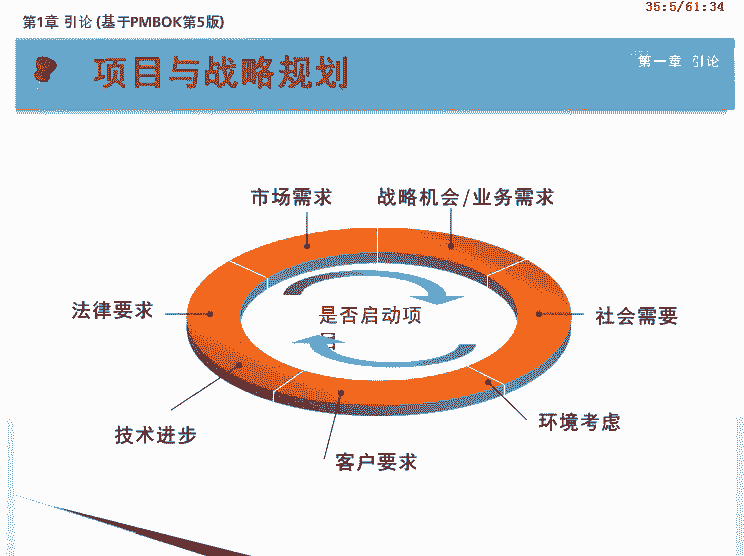 35:5/61:34
第1章 引论 (基于PMBOK第5版)
项目与战略规划
第一章 引论
市场需求
战略机会/业务需求
法律要求
是否启动项
目
社会需要
环境考虑
技术进步
客户要求